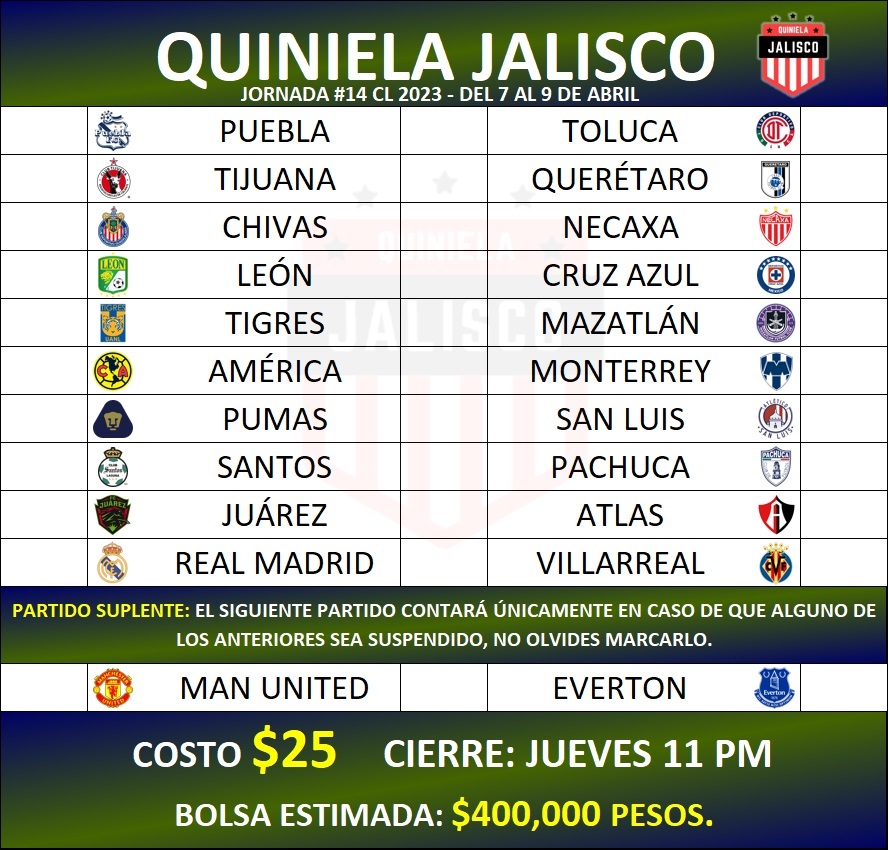 QUINIELA JALISCO
QUINIELA
JALISCO
JORNADA #14 CL 2023 - DEL 7 AL 9 DE ABRIL
PUEBLA TOLUCA
TIJUANA QUERÉTARO
CHIVAS NECAXA
LEÓN CRUZ AZUL
TIGRES MAZATLÁN
AMÉRICA MONTERREY
PUMAS SAN LUIS
SANTOS PACHUCA
JUÁREZ ATLAS
REAL MADRID VILLARREAL
QUINIELA
JALISCO
PARTIDO SUPLENTE: EL SIGUIENTE PARTIDO CONTARÁ ÚNICAMENTE EN CASO DE QUE ALGUNO DE
LOS ANTERIORES SEA SUSPENDIDO, NO OLVIDES MARCARLO.
MAN UNITED EVERTON
COSTO $25 CIERRE: JUEVES 11 PM
BOLSA ESTIMADA: $400,000 PESOS.